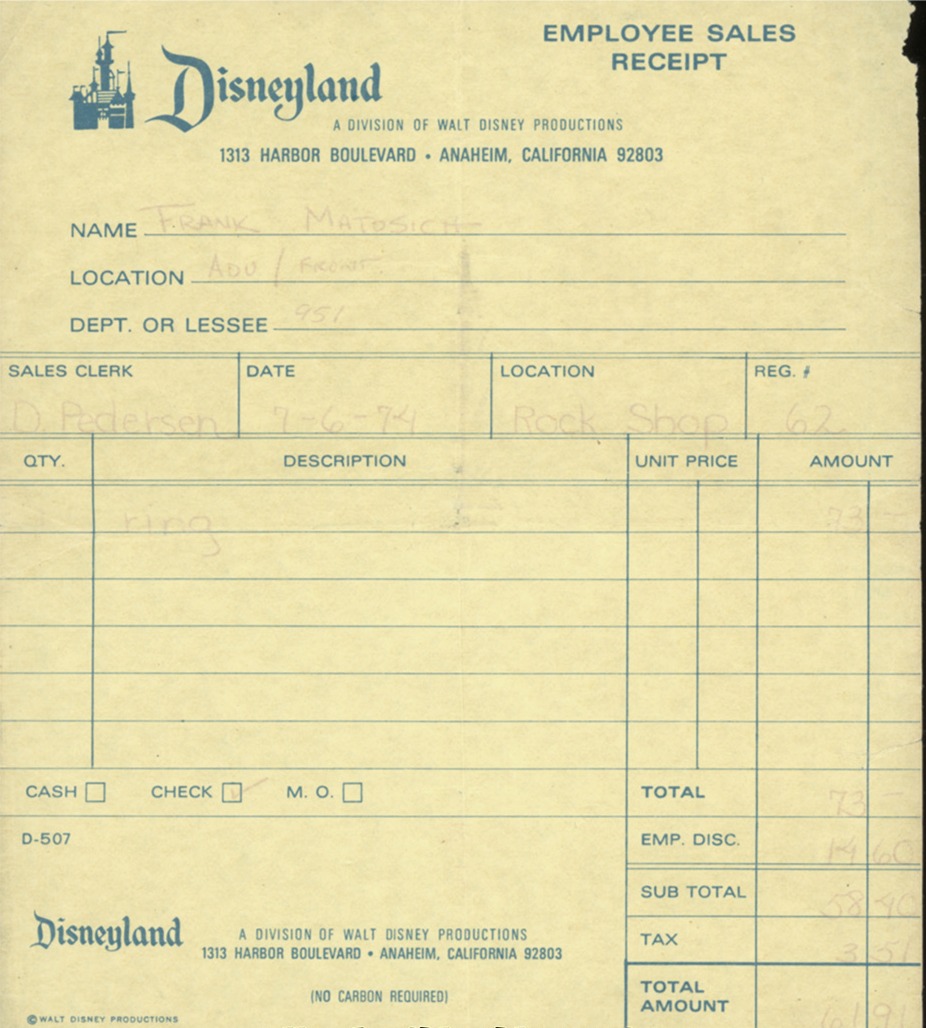 EMPLOYEE SALES
RECEIPT
Disneyland
A DIVISION OF WALT DISNEY PRODUCTIONS
1313 HARBOR BOULEVARD • ANAHEIM, CALIFORNIA 92803
NAME FRANK MATOSICH
LOCATION ADV / FRONT.
DEPT. OR LESSEE 951
SALES CLERK DATE LOCATION REG. #
D. Pedersen 7-6-74 Rock Shop 62
QTY. DESCRIPTION UNIT PRICE AMOUNT
1 ring 73 —
CASH CHECK ✓ M. O. TOTAL 73 —
D-507 EMP. DISC. 14 60
SUB TOTAL 58 40
Disneyland A DIVISION OF WALT DISNEY PRODUCTIONS TAX 3 51
1313 HARBOR BOULEVARD • ANAHEIM, CALIFORNIA 92803
(NO CARBON REQUIRED) TOTAL
AMOUNT 61 91
© WALT DISNEY PRODUCTIONS